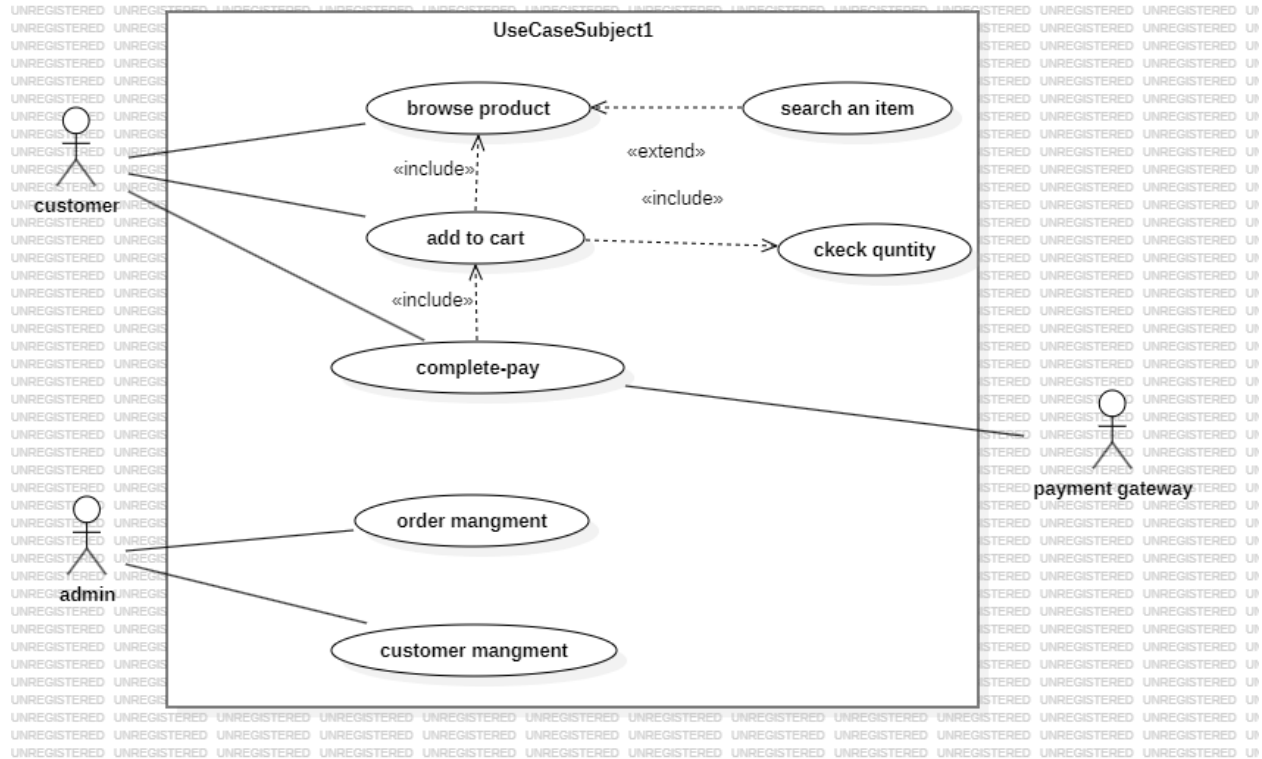 UseCaseSubject1
browse product
search an item
«extend»
«include»
«include»
customer
add to cart
ckeck quntity
«include»
complete-pay
payment gateway
order mangment
admin
customer mangment
UNREGISTERED